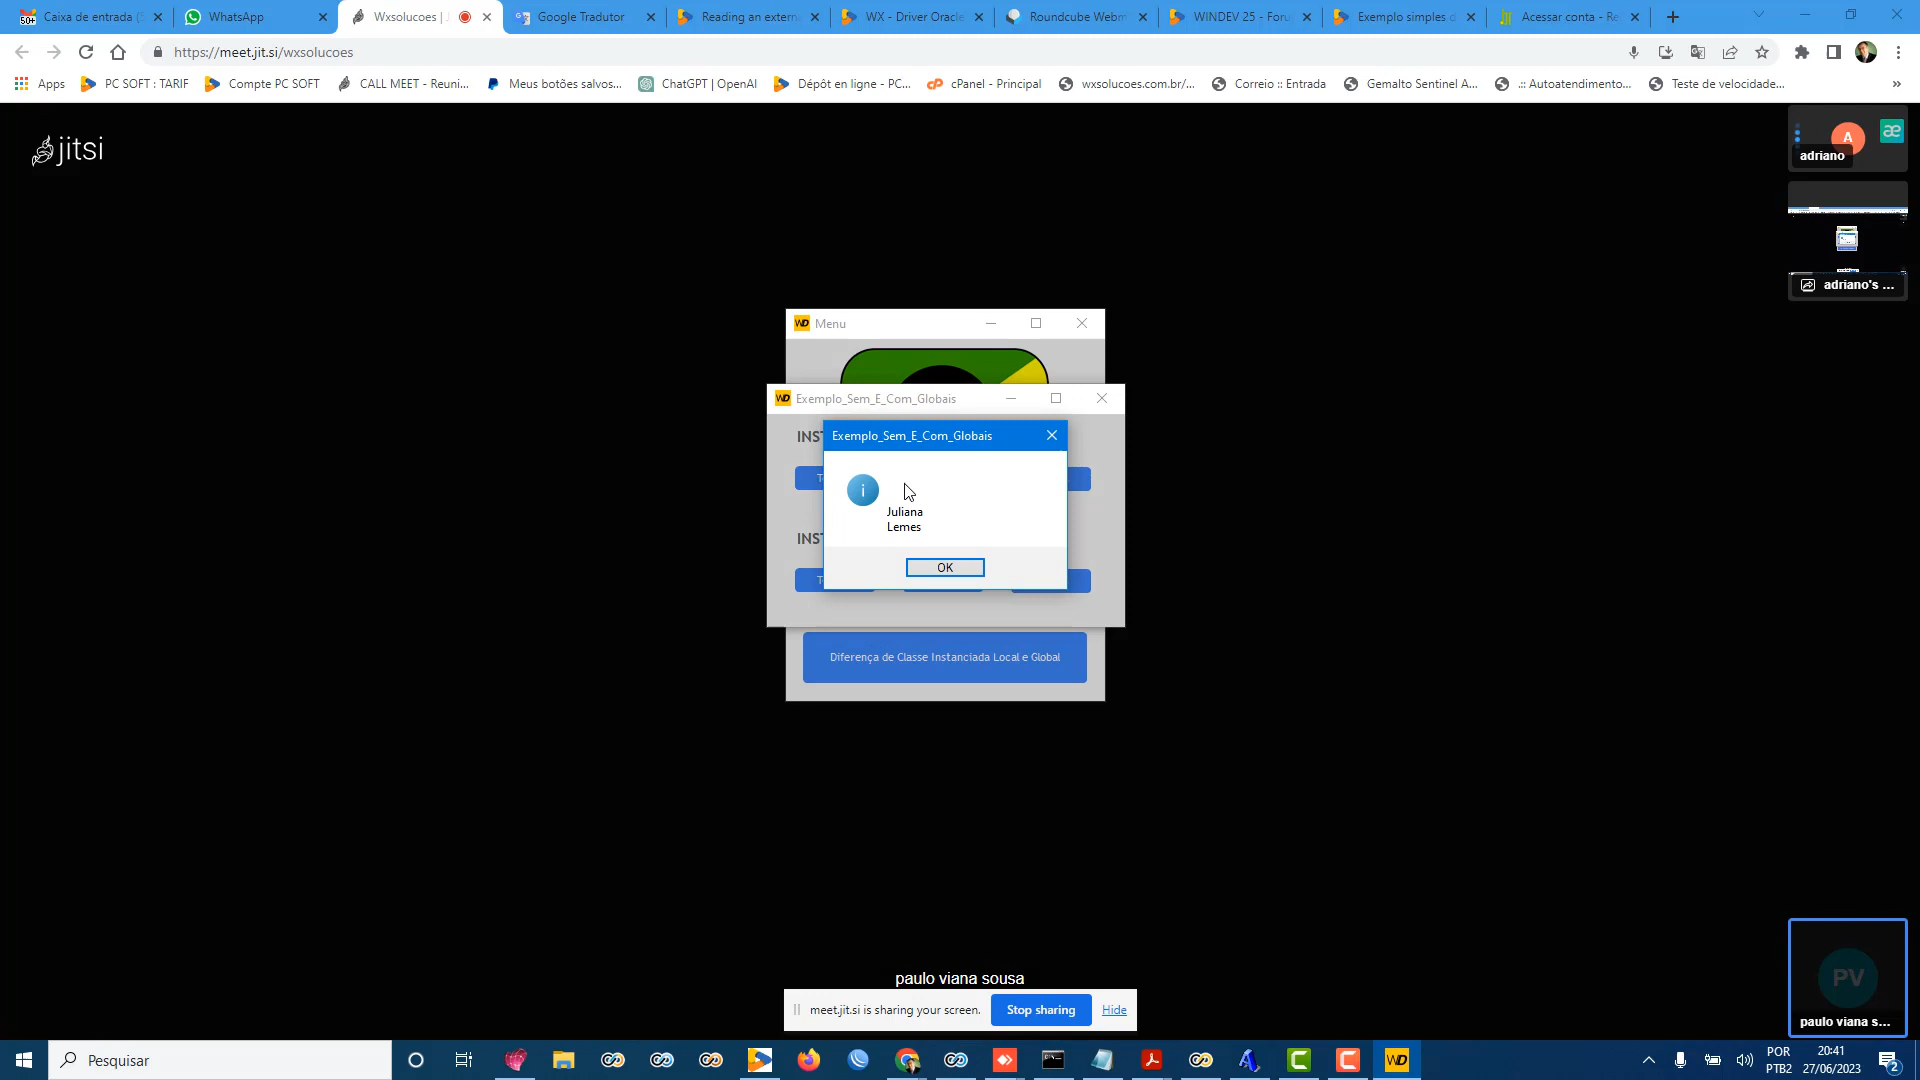 Caixa de entrada (5
WhatsApp
Wxsolucoes | J
Google Tradutor
Reading an extern
WX - Driver Oracle
Roundcube Webm
WINDEV 25 - Foru
Exemplo simples d
Acessar conta - Re
https://meet.jit.si/wxsolucoes
Apps
PC SOFT : TARIF
Compte PC SOFT
CALL MEET - Reuni...
Meus botões salvos...
ChatGPT | OpenAI
Dépôt en ligne - PC...
cPanel - Principal
wxsolucoes.com.br/...
Correio :: Entrada
Gemalto Sentinel A...
.:: Autoatendimento...
Teste de velocidade...
»
jitsi
A
æ
adriano
adriano's ...
WD Menu
WD Exemplo_Sem_E_Com_Globais
INST
Exemplo_Sem_E_Com_Globais
i
Juliana
Lemes
INST
OK
Diferença de Classe Instanciada Local e Global
PV
paulo viana s...
paulo viana sousa
meet.jit.si is sharing your screen.
Stop sharing
Hide
Pesquisar
WD
POR
PTB2
20:41
27/06/2023
2